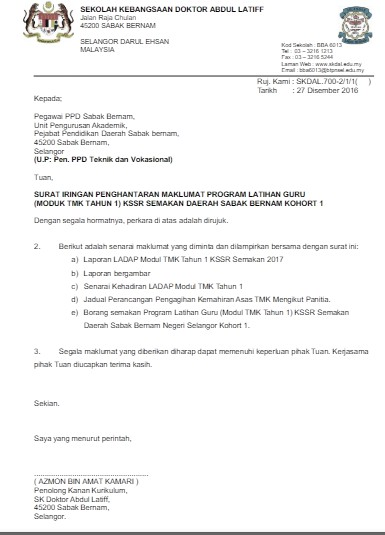 SEKOLAH KEBANGSAAN DOKTOR ABDUL LATIFF
Jalan Raja Chulan
45200 SABAK BERNAM
SELANGOR DARUL EHSAN
MALAYSIA
Kod Sekolah : BBA 6013
Tel : 03 – 3216 1213
Fax : 03 – 3216 5244
Laman Web : www.skdal.edu.my
Email : bba6013@btpnsel.edu.my
Ruj. Kami : SKDAL.700-2/1/1( )
Tarikh : 27 Disember 2016
Kepada;
Pegawai PPD Sabak Bernam,
Unit Pengurusan Akademik,
Pejabat Pendidikan Daerah Sabak bernam,
45200 Sabak Bernam,
Selangor
(U.P: Pen. PPD Teknik dan Vokasional)
Tuan,
SURAT IRINGAN PENGHANTARAN MAKLUMAT PROGRAM LATIHAN GURU
(MODUK TMK TAHUN 1) KSSR SEMAKAN DAERAH SABAK BERNAM KOHORT 1
Dengan segala hormatnya, perkara di atas adalah dirujuk.
2. Berikut adalah senarai maklumat yang diminta dan dilampirkan bersama dengan surat ini:
a) Laporan LADAP Modul TMK Tahun 1 KSSR Semakan 2017
b) Laporan bergambar
c) Senarai Kehadiran LADAP Modul TMK Tahun 1
d) Jadual Perancangan Pengagihan Kemahiran Asas TMK Mengikut Panitia.
e) Borang semakan Program Latihan Guru (Modul TMK Tahun 1) KSSR Semakan
Daerah Sabak Bernam Negeri Selangor Kohort 1.
3. Segala maklumat yang diberikan diharap dapat memenuhi keperluan pihak Tuan. Kerjasama
pihak Tuan diucapkan terima kasih.
Sekian.
Saya yang menurut perintah,
..........................................................
( AZMON BIN AMAT KAMARI )
Penolong Kanan Kurikulum,
SK Doktor Abdul Latiff,
45200 Sabak Bernam,
Selangor.